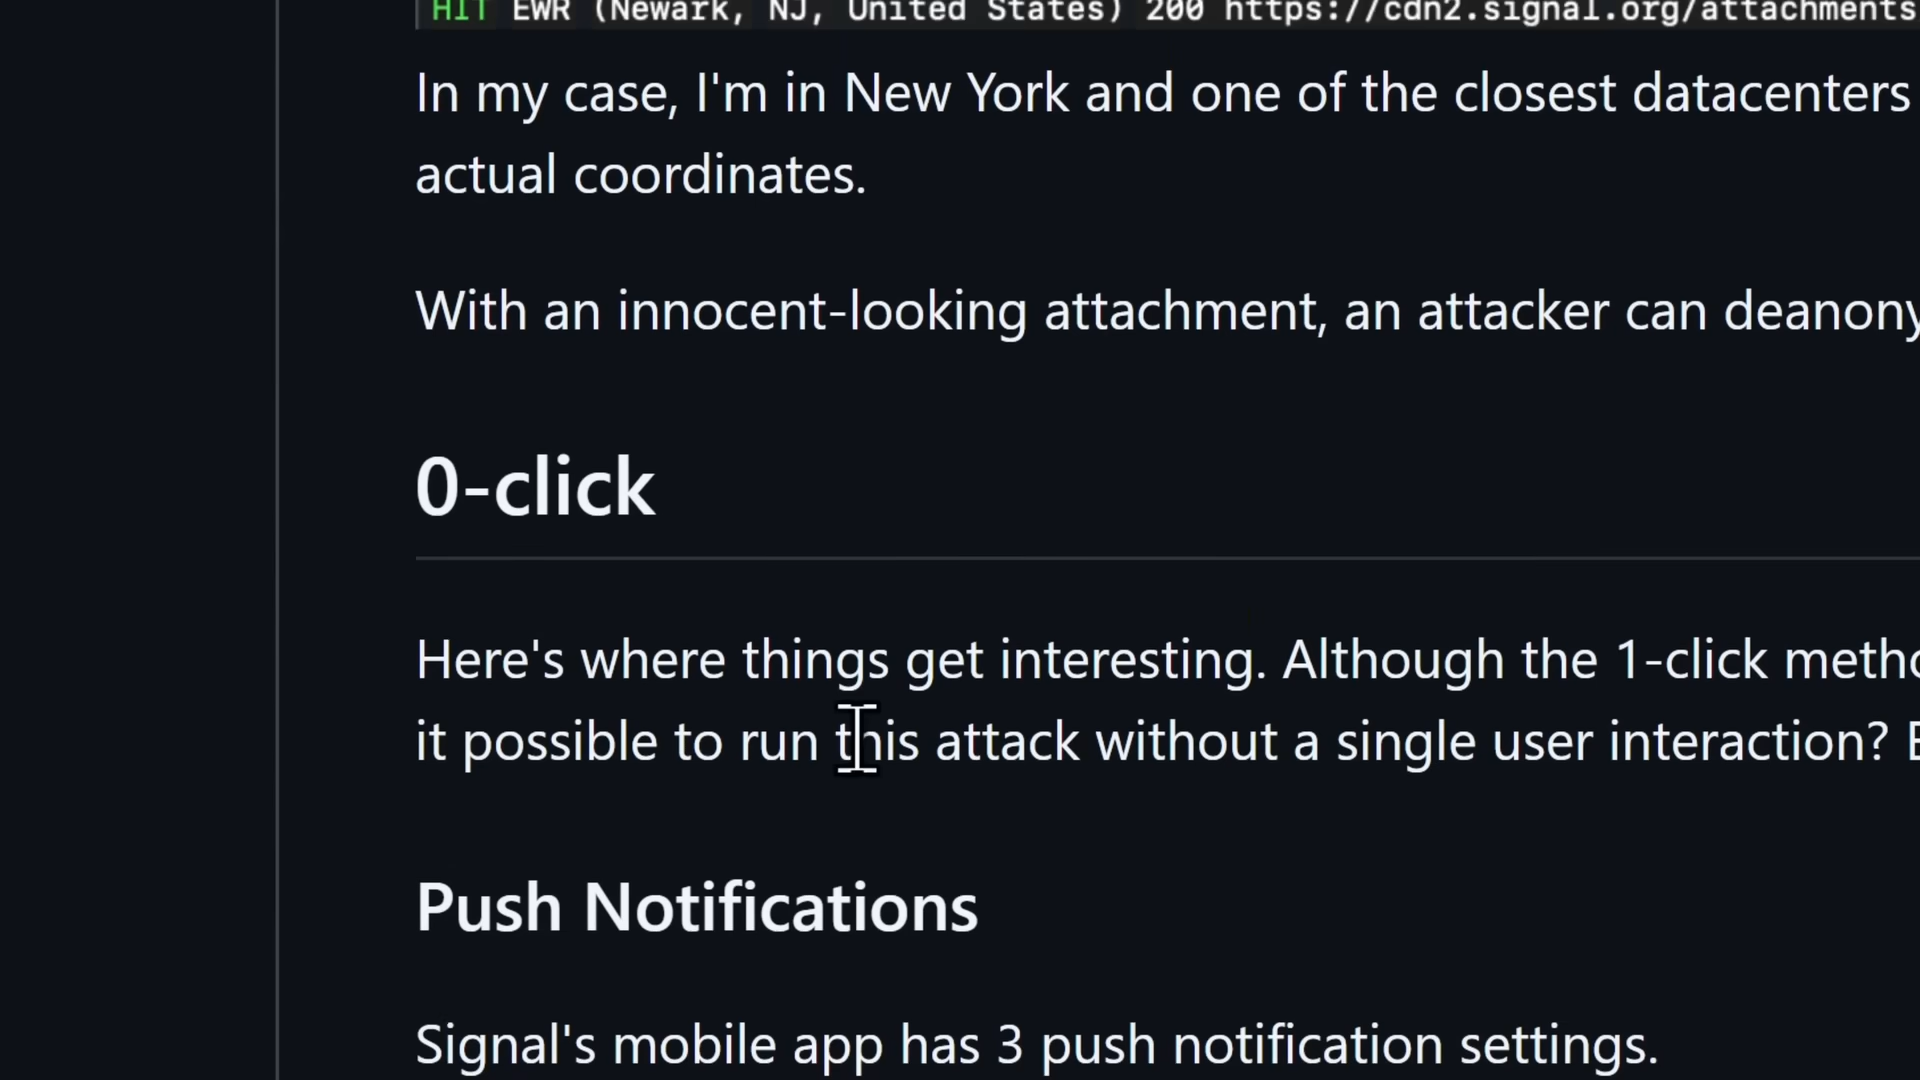 HIT EWR (Newark, NJ, United States) 200 https://cdn2.signal.org/attachments
In my case, I'm in New York and one of the closest datacenters
actual coordinates.
With an innocent-looking attachment, an attacker can deanony
0-click
Here's where things get interesting. Although the 1-click metho
it possible to run this attack without a single user interaction?
Push Notifications
Signal's mobile app has 3 push notification settings.